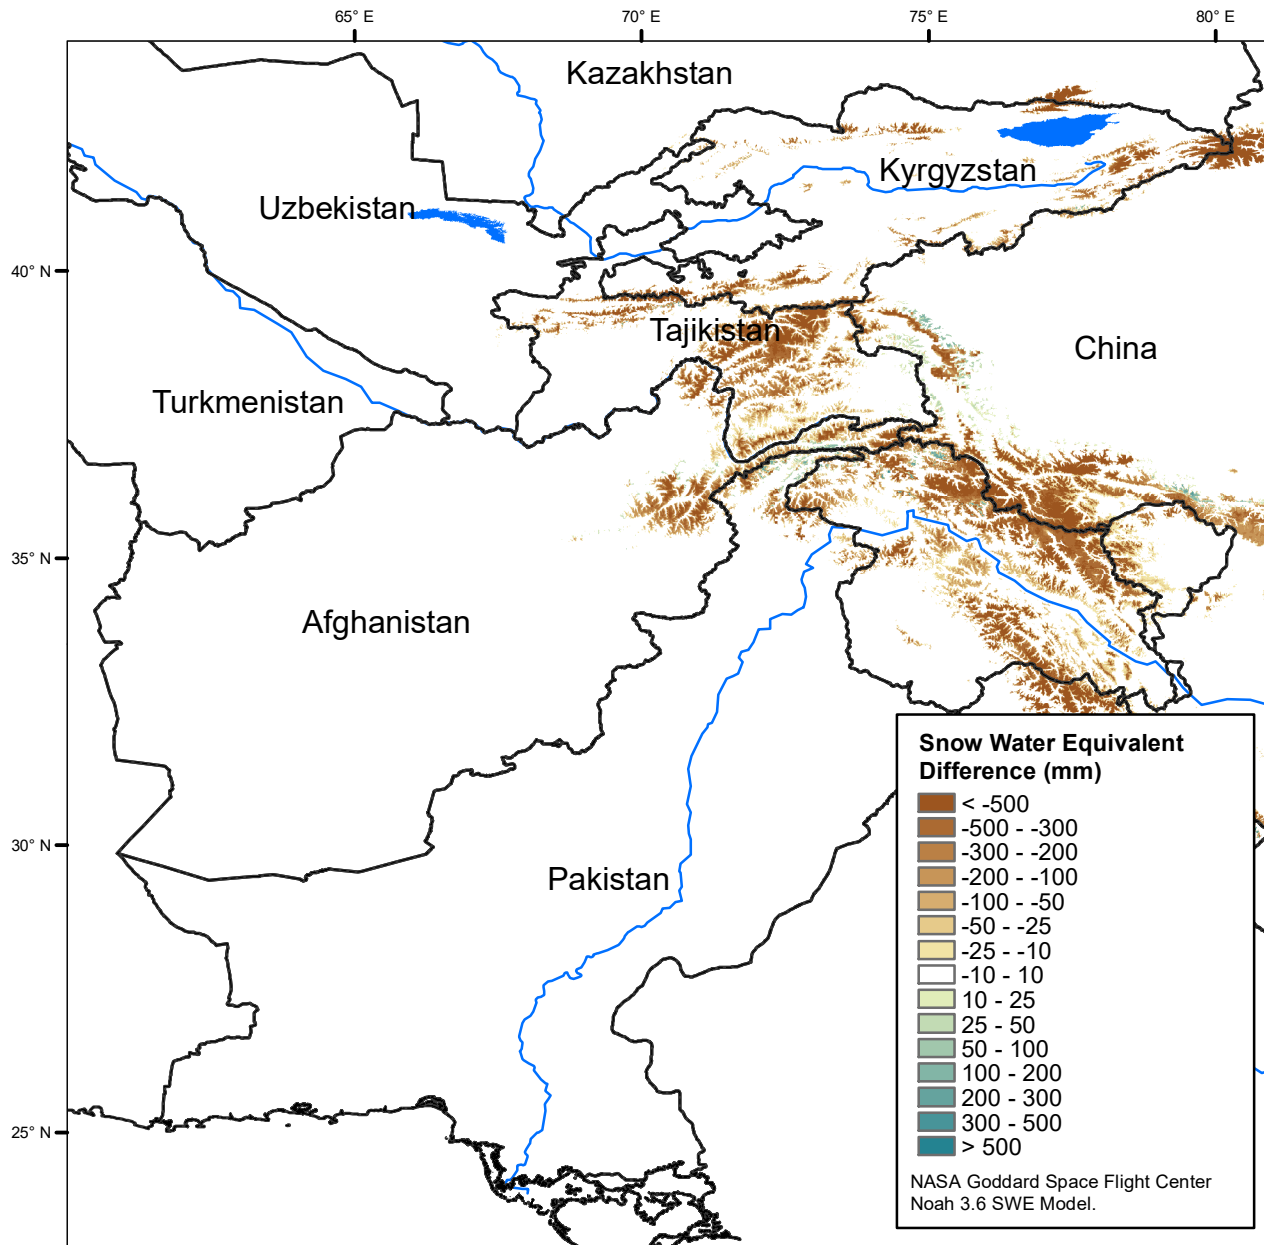 65° E
70° E
75° E
80° E
Kazakhstan
Kyrgyzstan
Uzbekistan
40° N
Tajikistan
China
Turkmenistan
35° N
Afghanistan
Snow Water Equivalent
Difference (mm)
< -500
-500 - -300
-300 - -200
-200 - -100
-100 - -50
-50 - -25
-25 - -10
-10 - 10
10 - 25
25 - 50
50 - 100
100 - 200
200 - 300
300 - 500
> 500
30° N
Pakistan
25° N
NASA Goddard Space Flight Center
Noah 3.6 SWE Model.